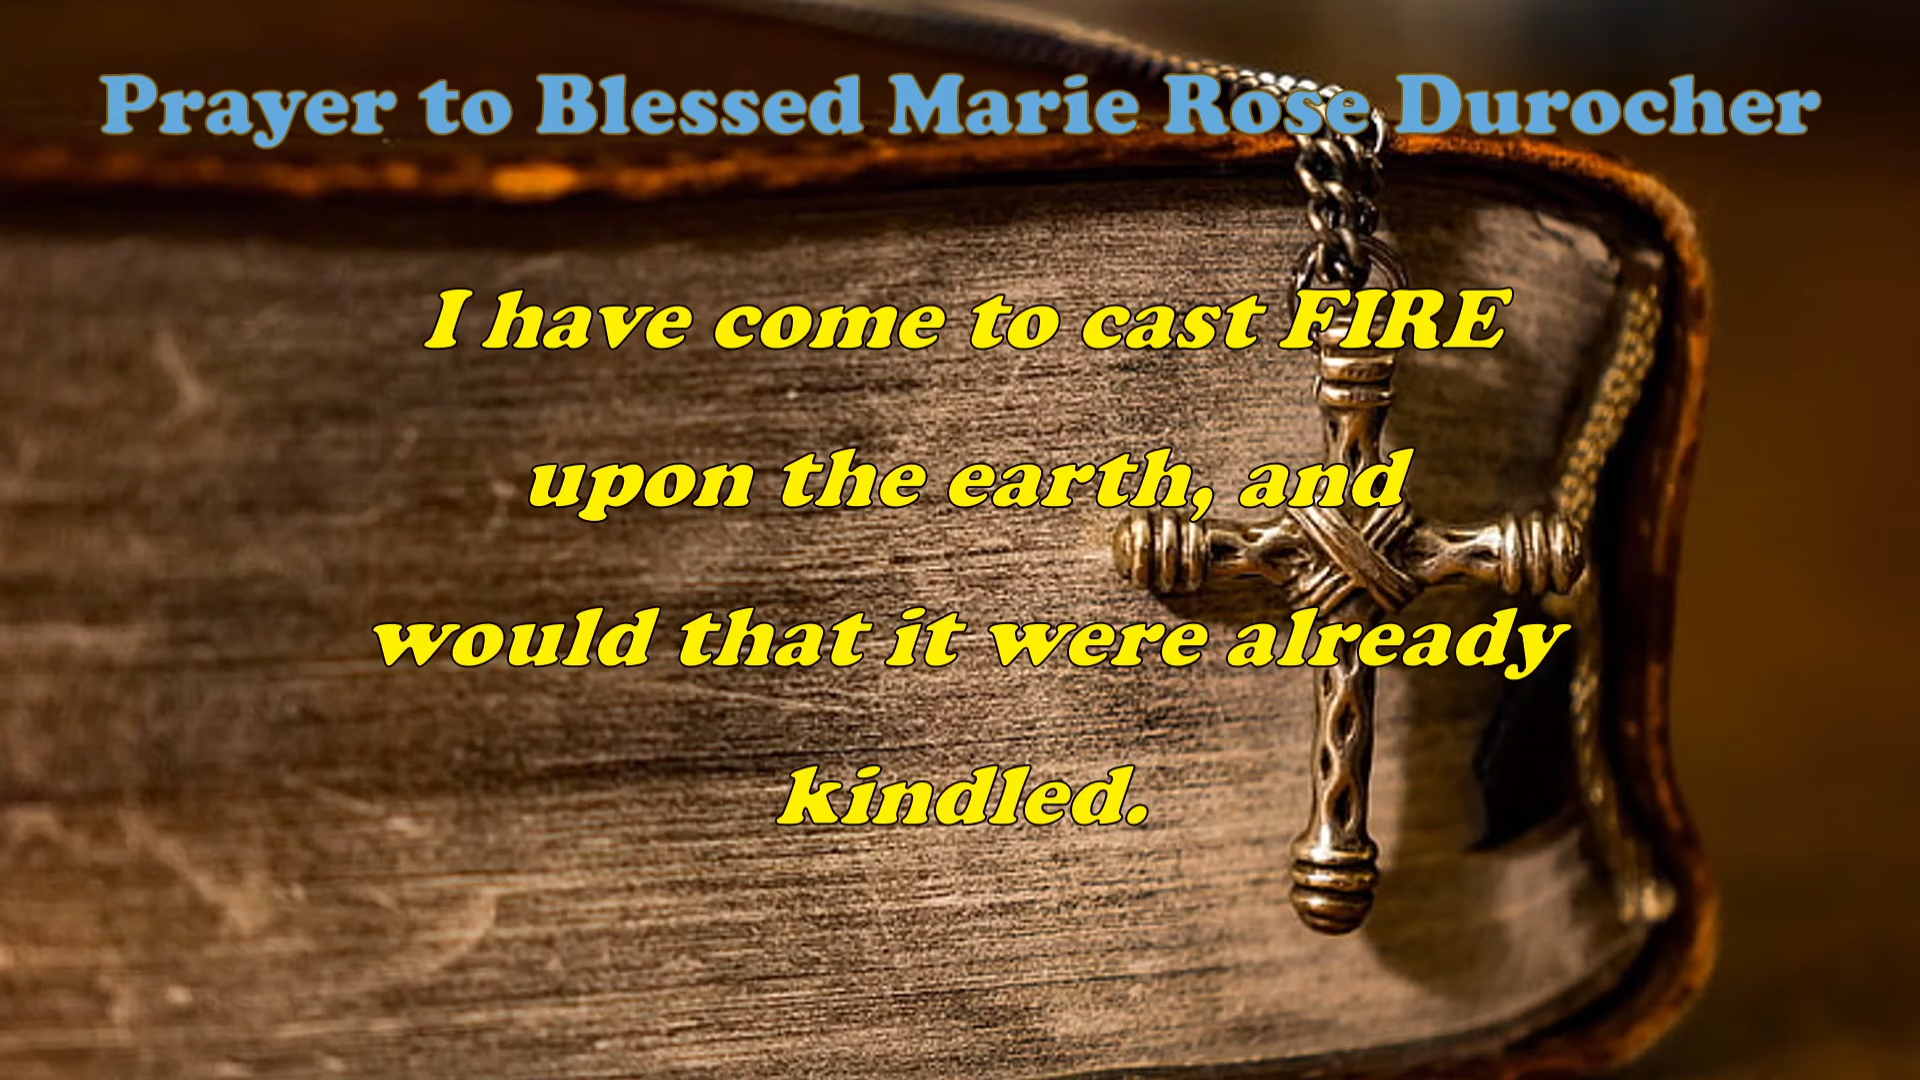 Prayer to Blessed Marie Rose Durocher
I have come to cast FIRE
upon the earth, and
would that it were already
kindled.